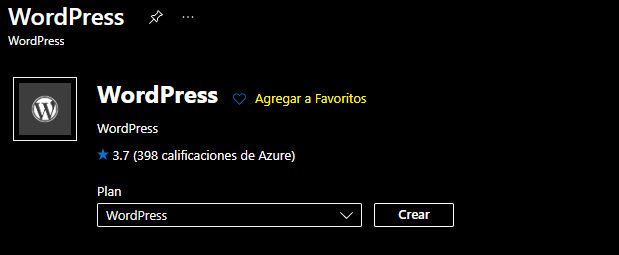 WordPress
WordPress
WordPress
Agregar a Favoritos
WordPress
3.7 (398 calificaciones de Azure)
Plan
WordPress
Crear